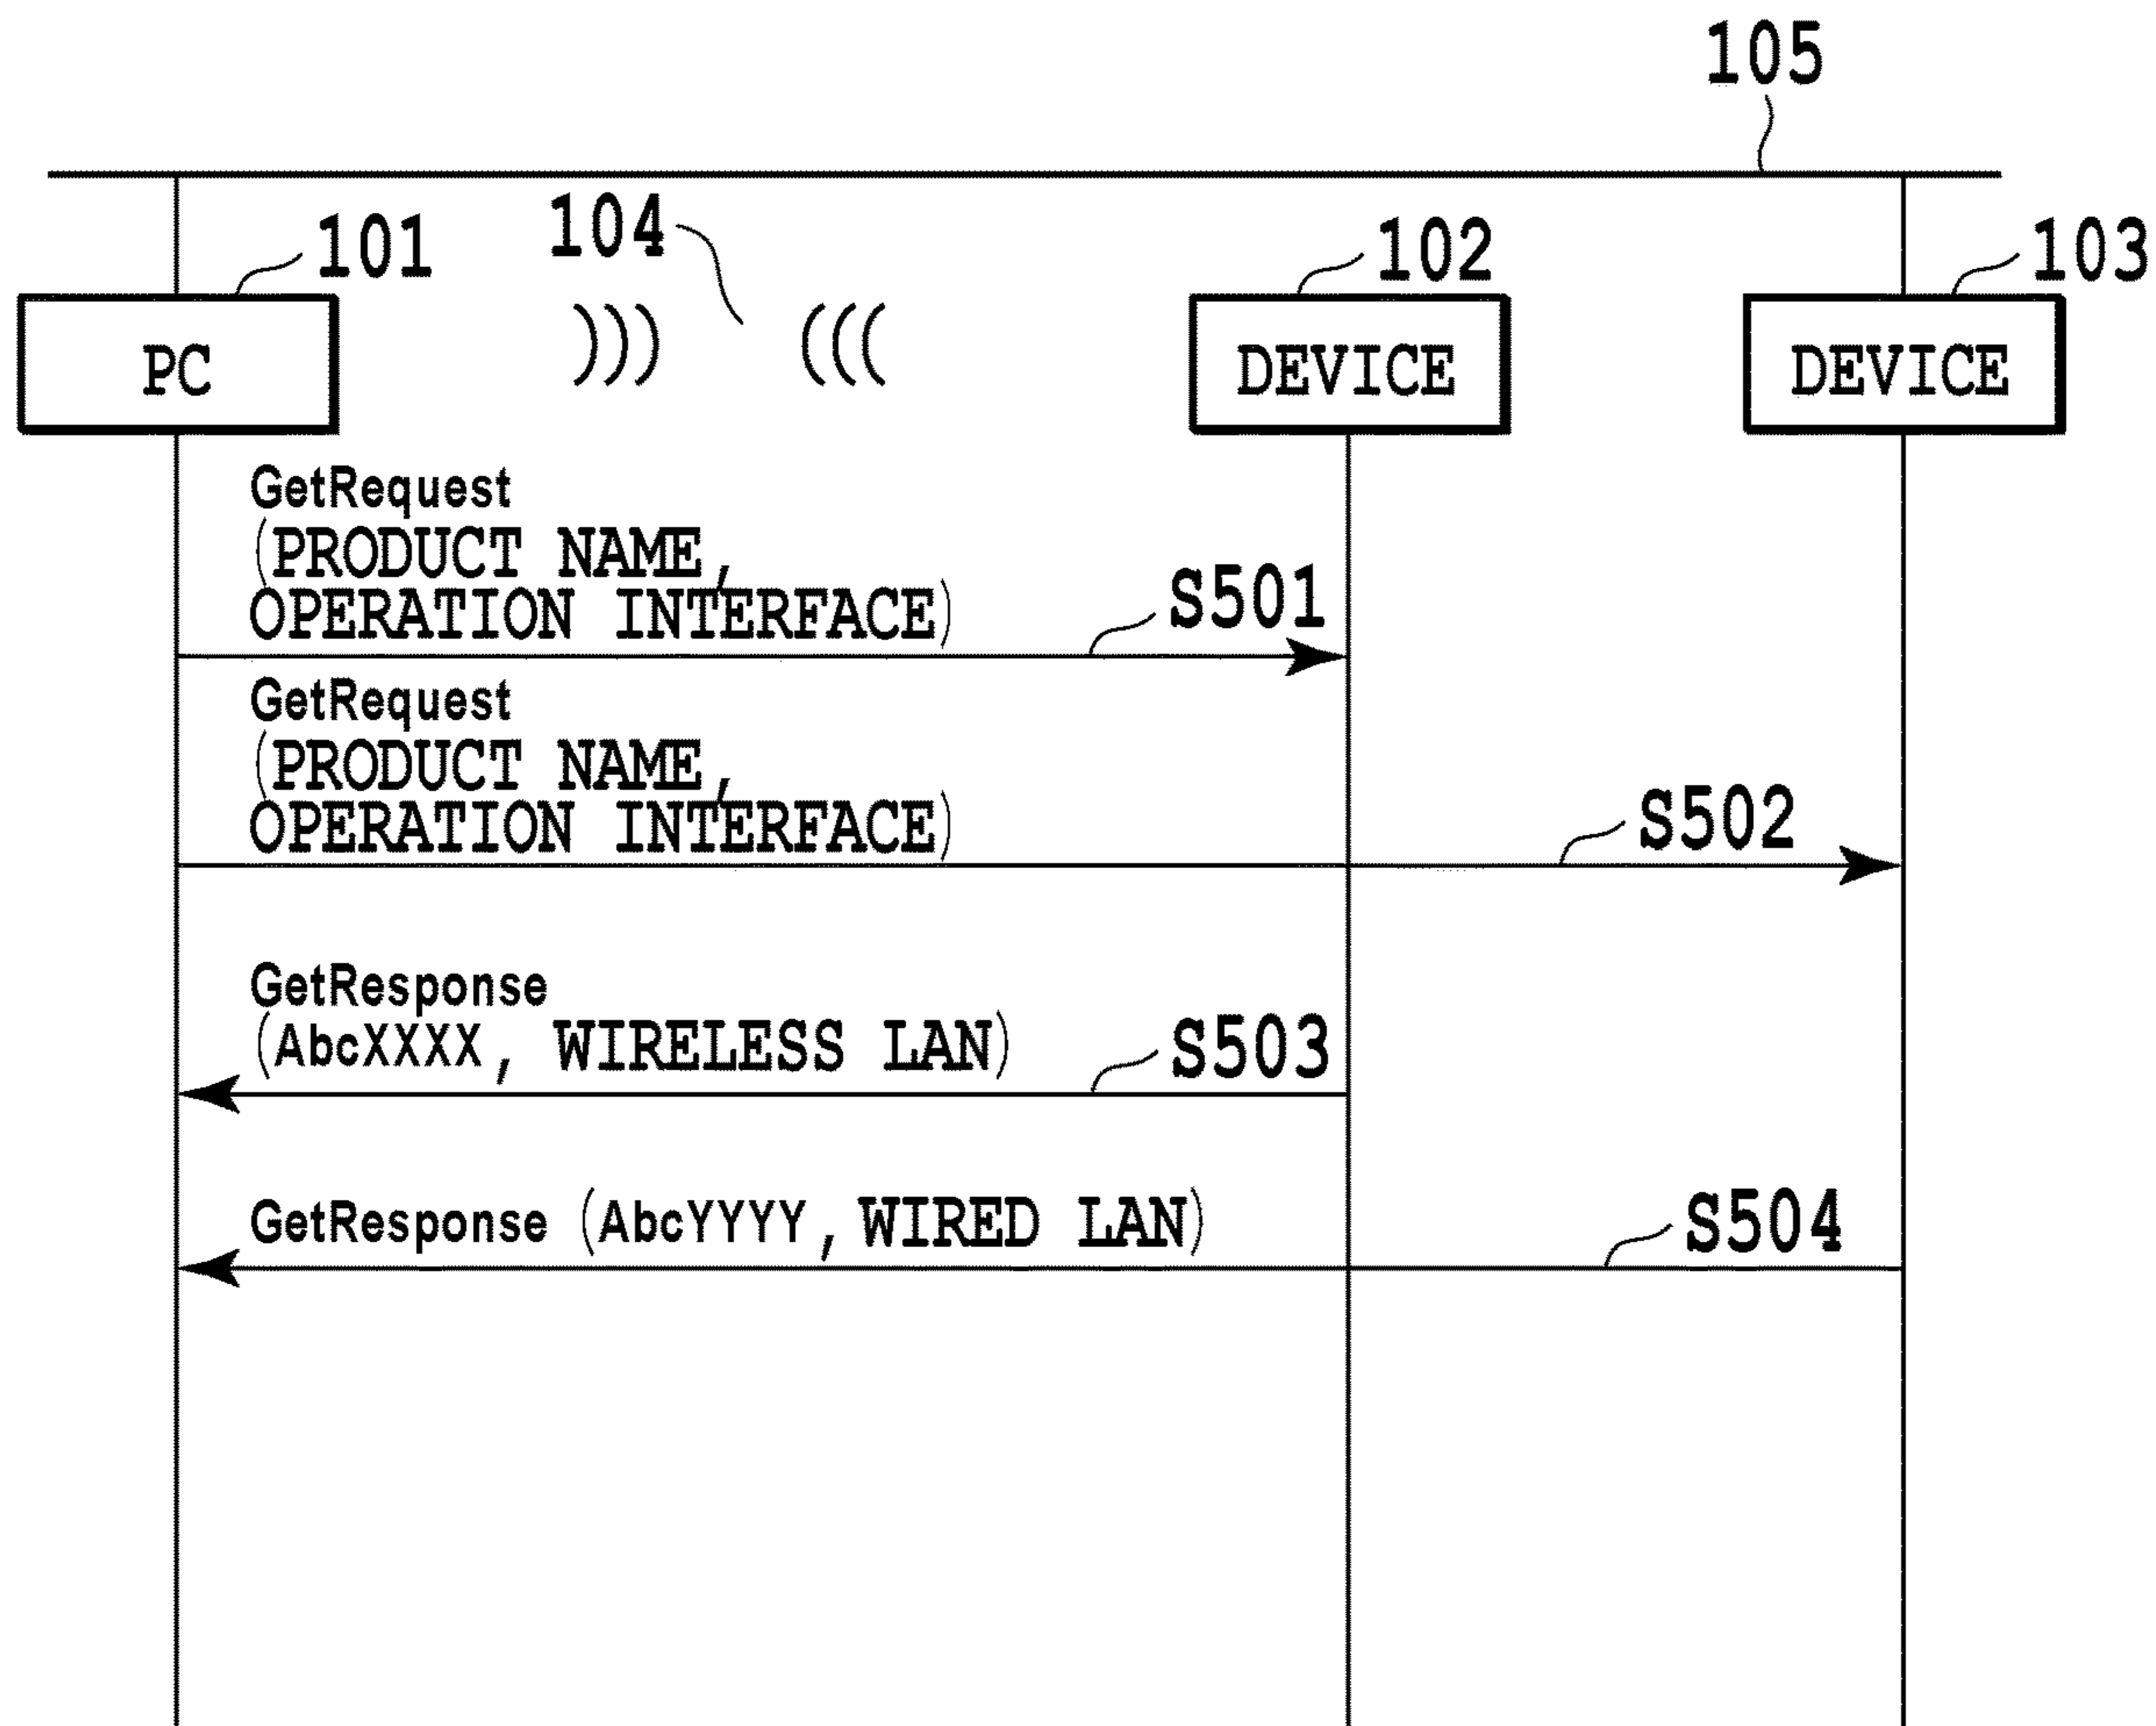 105
104
101
102
103
PC
DEVICE
DEVICE
GetRequest
(PRODUCT NAME,
OPERATION INTERFACE)
S501
GetRequest
(PRODUCT NAME,
OPERATION INTERFACE)
S502
GetResponse
(AbcXXXX, WIRELESS LAN)
S503
GetResponse (AbcYYYY, WIRED LAN)
S504